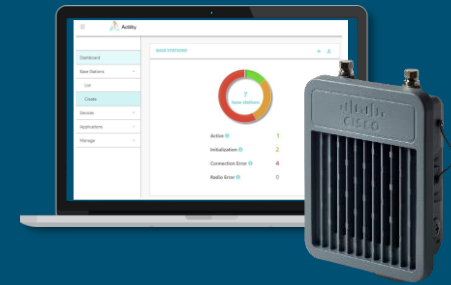 Actility
BASE STATIONS
Dashboard
Base Stations
List
Create
Devices
Applications
Manage
7
Base Stations
Active 1
Initialization 2
Connection Error 4
Radio Error 0
CISCO